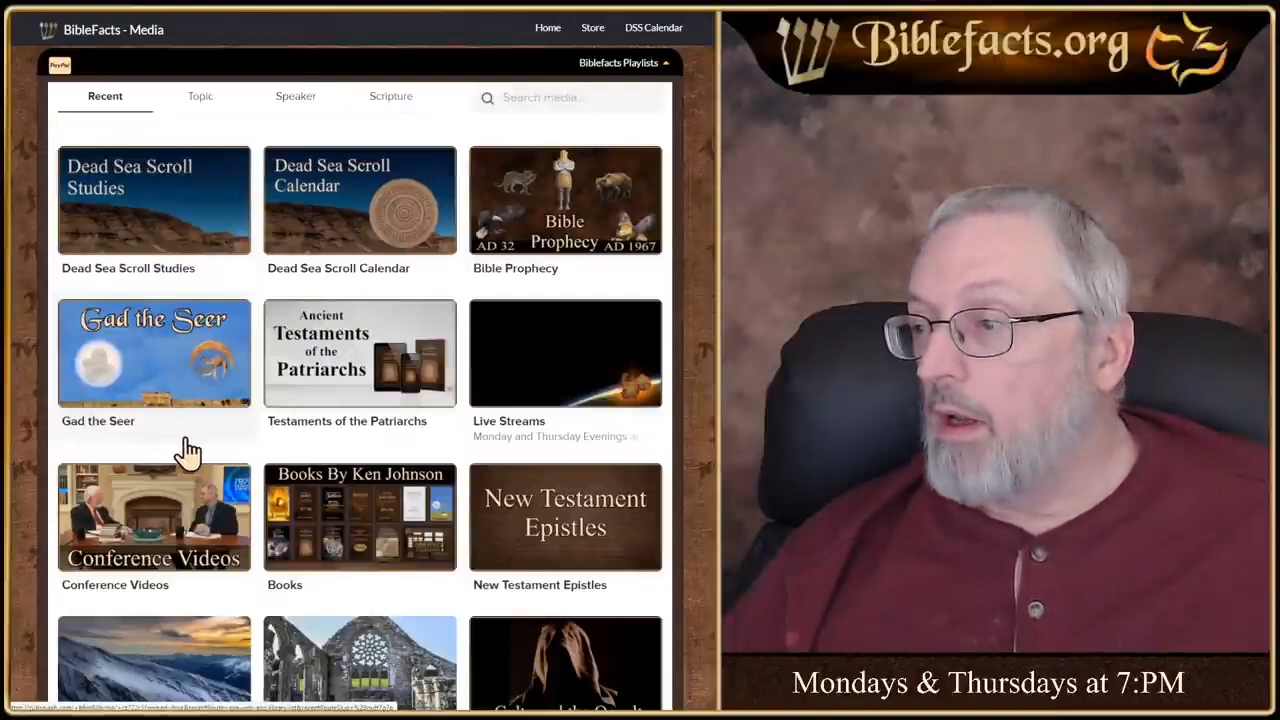 BibleFacts - Media
Home Store DSS Calendar
PayPal
Biblefacts Playlists
Recent Topic Speaker Scripture Search media...
Dead Sea Scroll
Studies
Dead Sea Scroll
Calendar
Bible
Prophecy
AD 32
AD 1967
Dead Sea Scroll Studies
Dead Sea Scroll Calendar
Bible Prophecy
Gad the Seer
Ancient
Testaments
of the
Patriarchs
Gad the Seer
Testaments of the Patriarchs
Live Streams
Monday and Thursday Evenings
Conference Videos
Books By Ken Johnson
New Testament
Epistles
Conference Videos
Books
New Testament Epistles
Biblefacts.org
Mondays & Thursdays at 7:PM